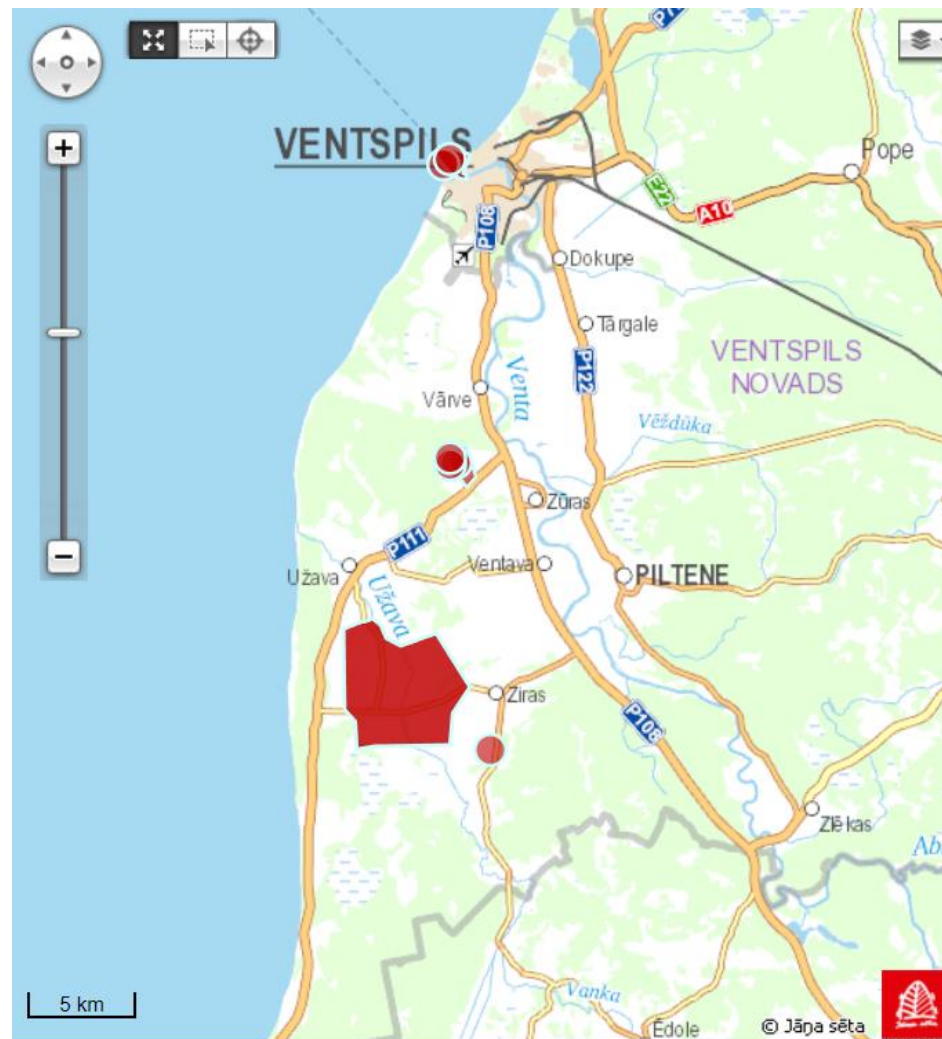 VENTSPILS
Pope
E22
A10
P108
Dokupe
Tārgale
P122
VENTSPILS
NOVADS
Venta
Vārve
Vēždūka
Zūras
P111
Ventava
Užava
PILTENE
Užava
Ziras
P108
Zlēkas
Ab
5 km
Vanka
Ēdole
© Jāņa sēta